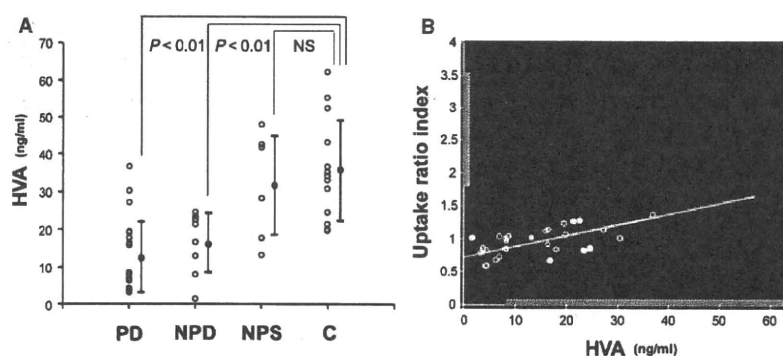 A
HVA (ng/ml)
70
60
50
40
30
20
10
0
P < 0.01
P < 0.01
NS
PD
NPD
NPS
C
B
Uptake ratio index
4
3.5
3
2.5
2
1.5
1
0.5
0
0
10
20
30
40
50
60
HVA (ng/ml)